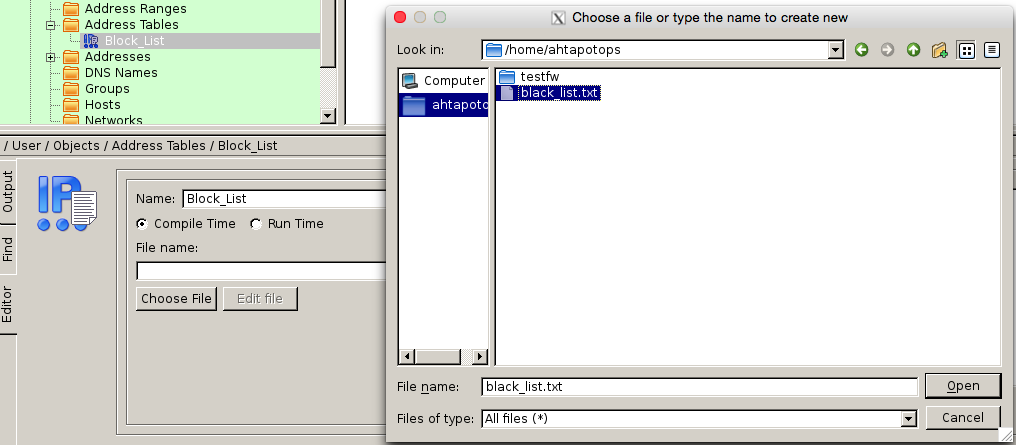 Address Ranges
Address Tables
Block_List
Addresses
DNS Names
Groups
Hosts
Networks
/ User / Objects / Address Tables / Block_List
Output
Find
Editor
IP
Name: Block_List
Compile Time Run Time
File name:
Choose File Edit file
Choose a file or type the name to create new
Look in: /home/ahtapotops
Computer
ahtapoto
testfw
black_list.txt
File name: black_list.txt
Open
Files of type: All files (*)
Cancel